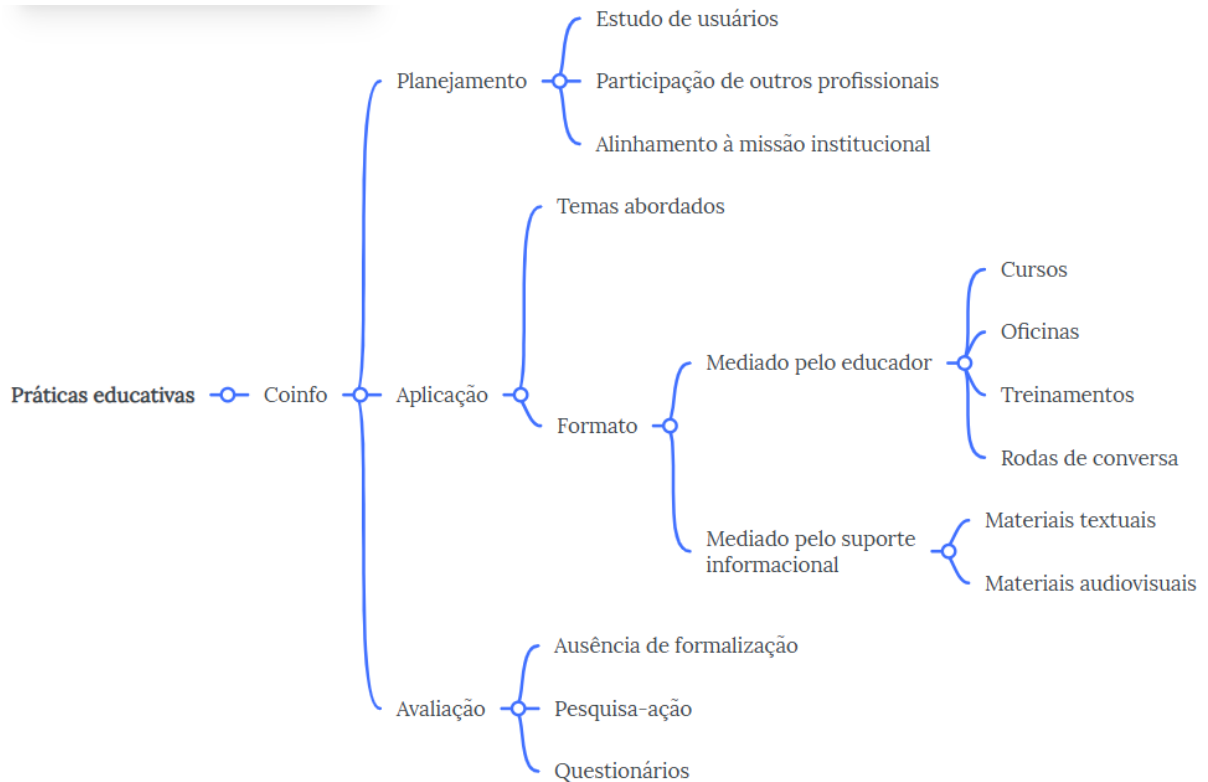 Estudo de usuários
Planejamento
Participação de outros profissionais
Alinhamento à missão institucional
Temas abordados
Cursos
Oficinas
Mediado pelo educador
Práticas educativas
Coinfo
Aplicação
Treinamentos
Formato
Rodas de conversa
Materiais textuais
Mediado pelo suporte
informacional
Materiais audiovisuais
Ausência de formalização
Avaliação
Pesquisa-ação
Questionários